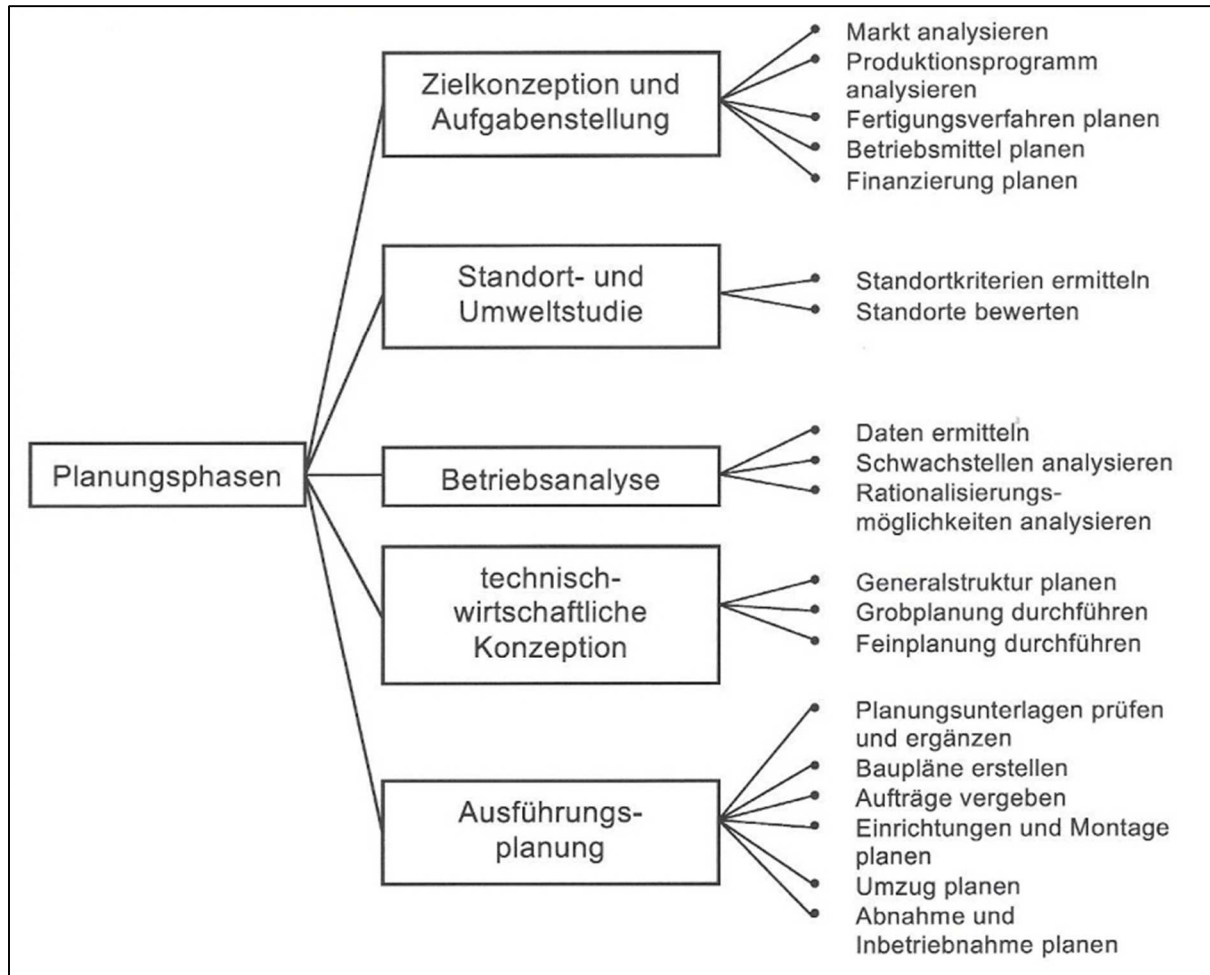 Planungsphasen
Zielkonzeption und
Aufgabenstellung
Markt analysieren
Produktionsprogramm
analysieren
Fertigungsverfahren planen
Betriebsmittel planen
Finanzierung planen
Standort- und
Umweltstudie
Standortkriterien ermitteln
Standorte bewerten
Betriebsanalyse
Daten ermitteln
Schwachstellen analysieren
Rationalisierungs-
möglichkeiten analysieren
technisch-
wirtschaftliche
Konzeption
Generalstruktur planen
Grobplanung durchführen
Feinplanung durchführen
Ausführungs-
planung
Planungsunterlagen prüfen
und ergänzen
Baupläne erstellen
Aufträge vergeben
Einrichtungen und Montage
planen
Umzug planen
Abnahme und
Inbetriebnahme planen